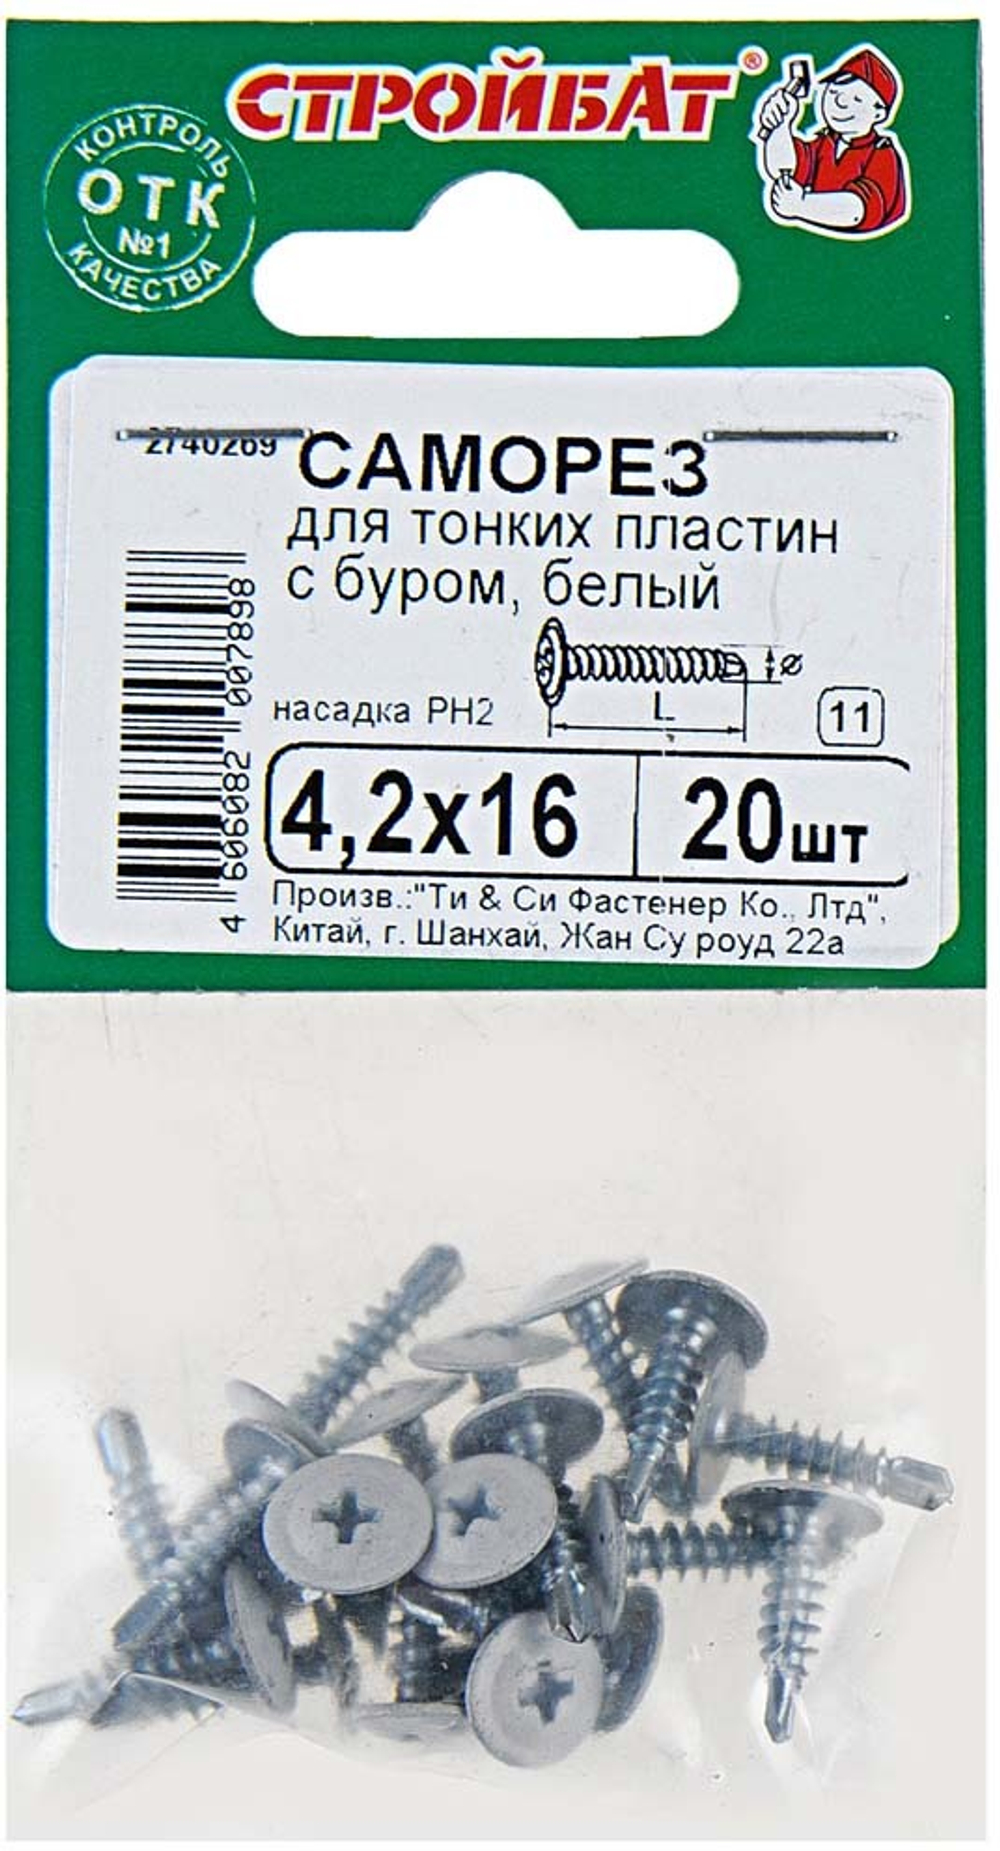 СТРОЙБАТ®
КОНТРОЛЬ
ОТК
№1
КАЧЕСТВА
2740269
САМОРЕЗ
для тонких пластин
с буром, белый
ø
L
насадка PH2
11
4,2х16
20шт
4 606082 007898
Произв.:"Ти & Си Фастенер Ко., Лтд",
Китай, г. Шанхай, Жан Су роуд 22а